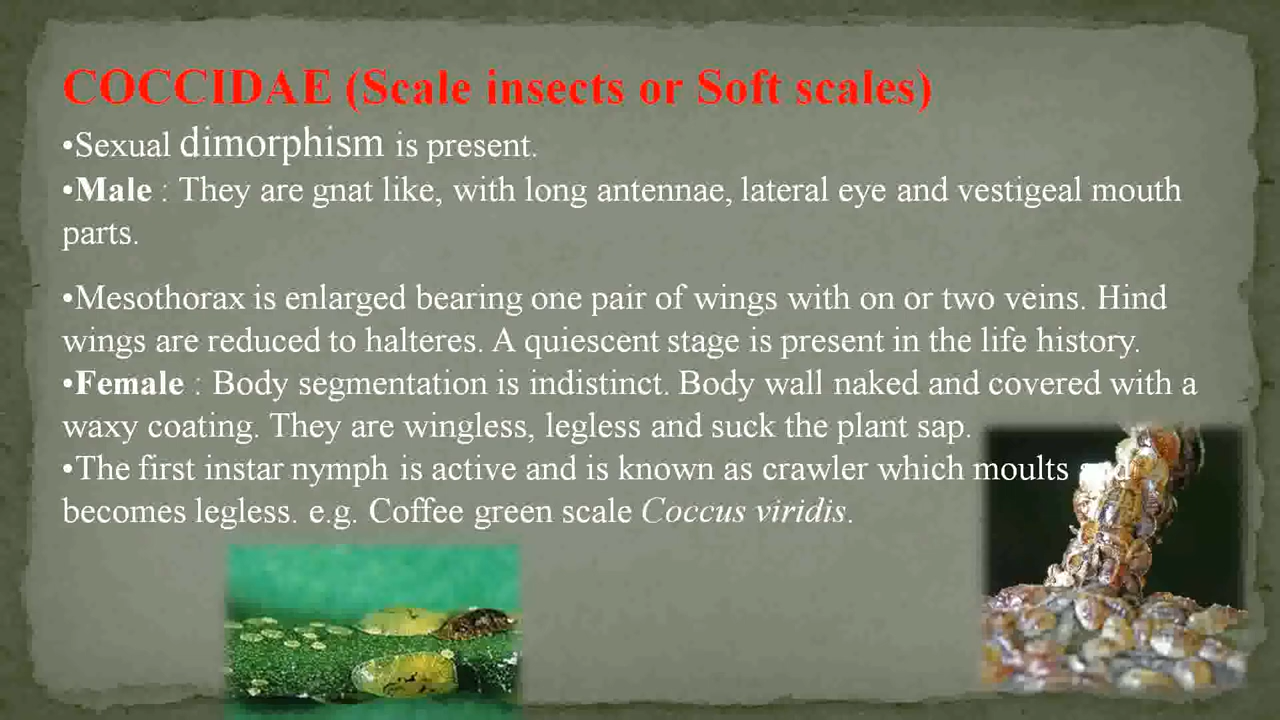 COCCIDAE (Scale insects or Soft scales)
•Sexual dimorphism is present.
•Male : They are gnat like, with long antennae, lateral eye and vestigeal mouth
parts.
•Mesothorax is enlarged bearing one pair of wings with on or two veins. Hind
wings are reduced to halteres. A quiescent stage is present in the life history.
•Female : Body segmentation is indistinct. Body wall naked and covered with a
waxy coating. They are wingless, legless and suck the plant sap.
•The first instar nymph is active and is known as crawler which moults and
becomes legless. e.g. Coffee green scale Coccus viridis.